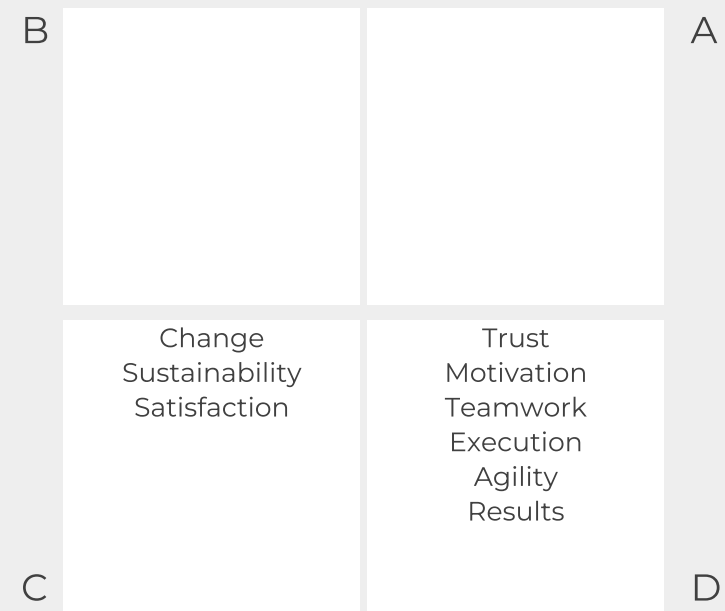 B
A
Change
Sustainability
Satisfaction
Trust
Motivation
Teamwork
Execution
Agility
Results
C
D